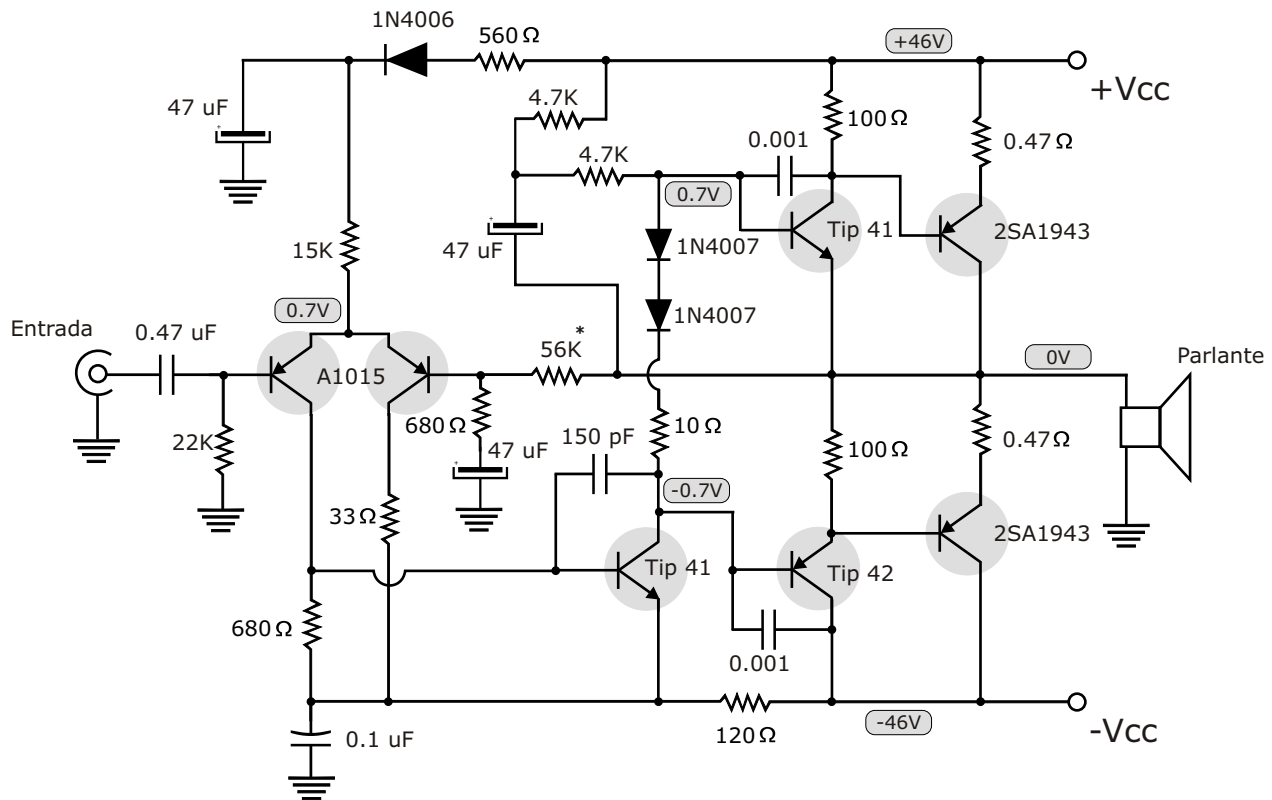 1N4006
560 Ω
+46V
+Vcc
47 uF
+
4.7K
100 Ω
0.001
0.47 Ω
4.7K
0.7V
+
Tip 41
2SA1943
15K
47 uF
1N4007
0.7V
1N4007
Entrada
0.47 uF
*
56K
0V
Parlante
A1015
680 Ω
10 Ω
22K
150 pF
100 Ω
0.47 Ω
47 uF
+
-0.7V
33 Ω
2SA1943
Tip 41
Tip 42
680 Ω
0.001
0.1 uF
120 Ω
-46V
-Vcc